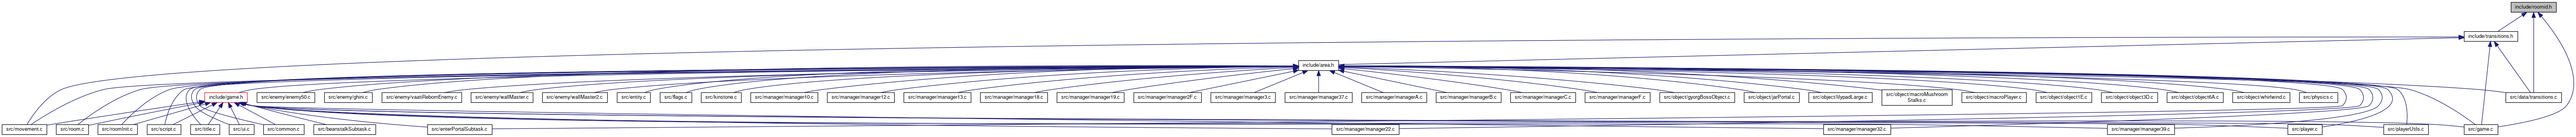 include/roomid.h
include/transitions.h
include/area.h
include/game.h
src/enemy/enemy50.c
src/enemy/ghini.c
src/enemy/vaatiRebornEnemy.c
src/enemy/wallMaster.c
src/enemy/wallMaster2.c
src/entity.c
src/flags.c
src/kinstone.c
src/manager/manager10.c
src/manager/manager12.c
src/manager/manager13.c
src/manager/manager18.c
src/manager/manager19.c
src/manager/manager2F.c
src/manager/manager3.c
src/manager/manager37.c
src/manager/managerA.c
src/manager/managerB.c
src/manager/managerC.c
src/manager/managerF.c
src/object/gyorgBossObject.c
src/object/jarPortal.c
src/object/lilypadLarge.c
src/object/macroMushroom
Stalks.c
src/object/macroPlayer.c
src/object/object1E.c
src/object/object3D.c
src/object/object6A.c
src/object/whirlwind.c
src/physics.c
src/data/transitions.c
src/movement.c
src/room.c
src/roomInit.c
src/script.c
src/title.c
src/ui.c
src/common.c
src/beanstalkSubtask.c
src/enterPortalSubtask.c
src/manager/manager22.c
src/manager/manager32.c
src/manager/manager39.c
src/player.c
src/playerUtils.c
src/game.c